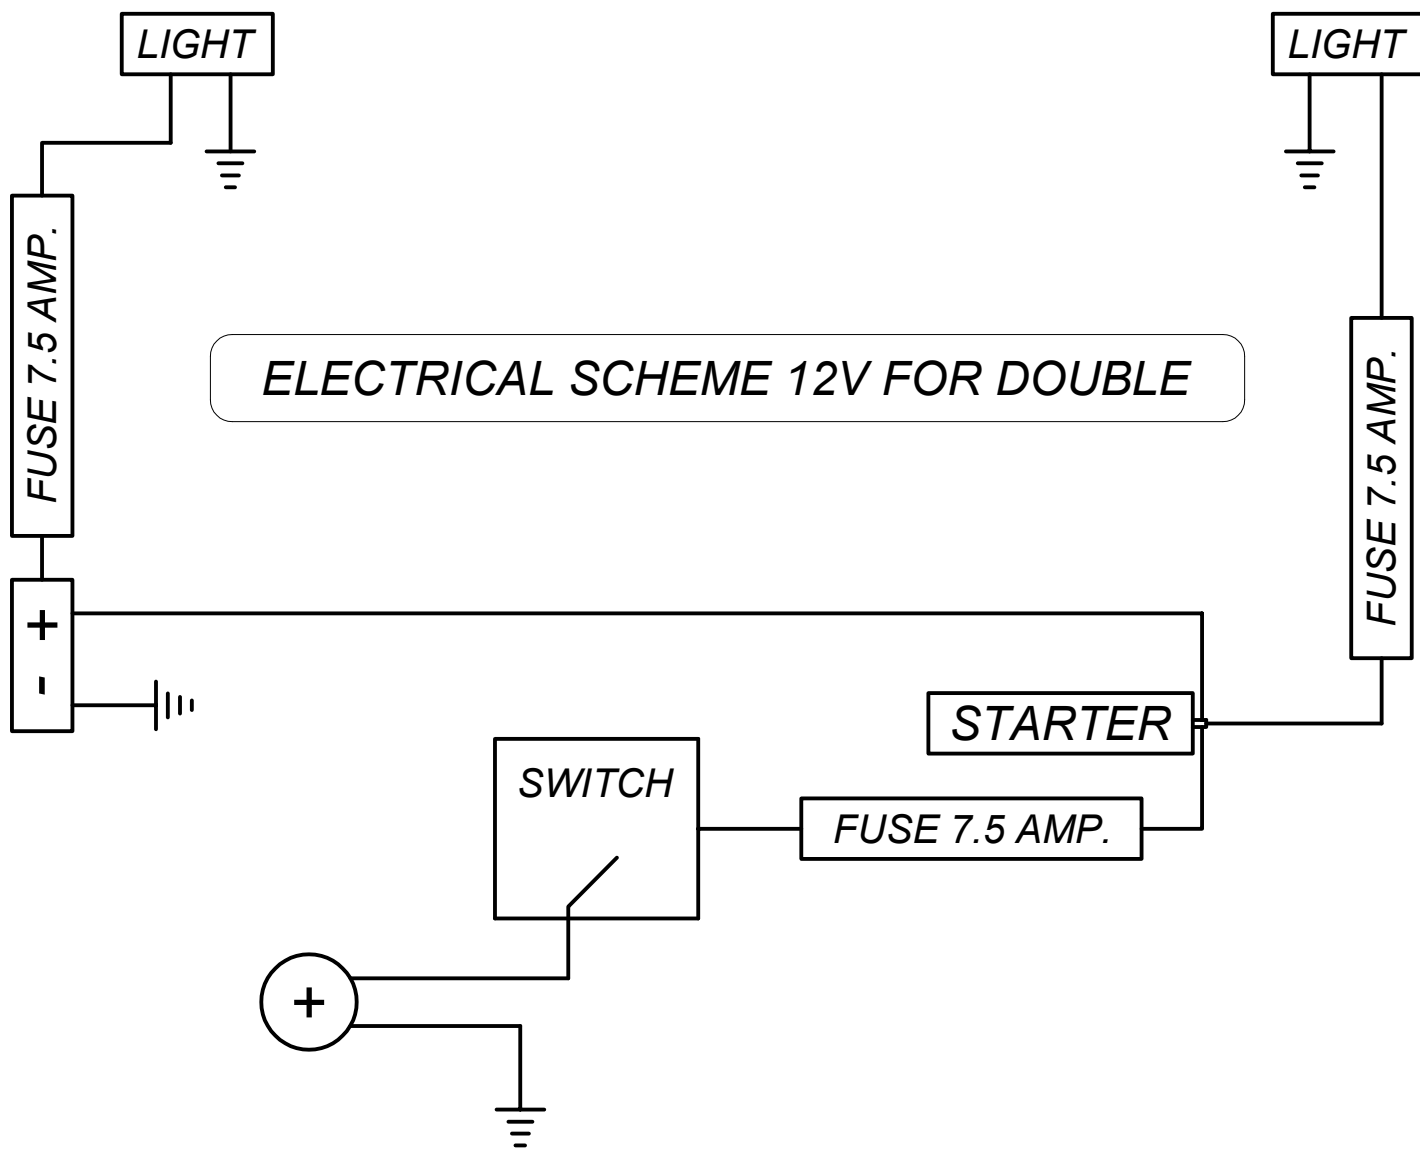 LIGHT
LIGHT
FUSE 7.5 AMP.
ELECTRICAL SCHEME 12V FOR DOUBLE
FUSE 7.5 AMP.
+
-
STARTER
SWITCH
FUSE 7.5 AMP.
+